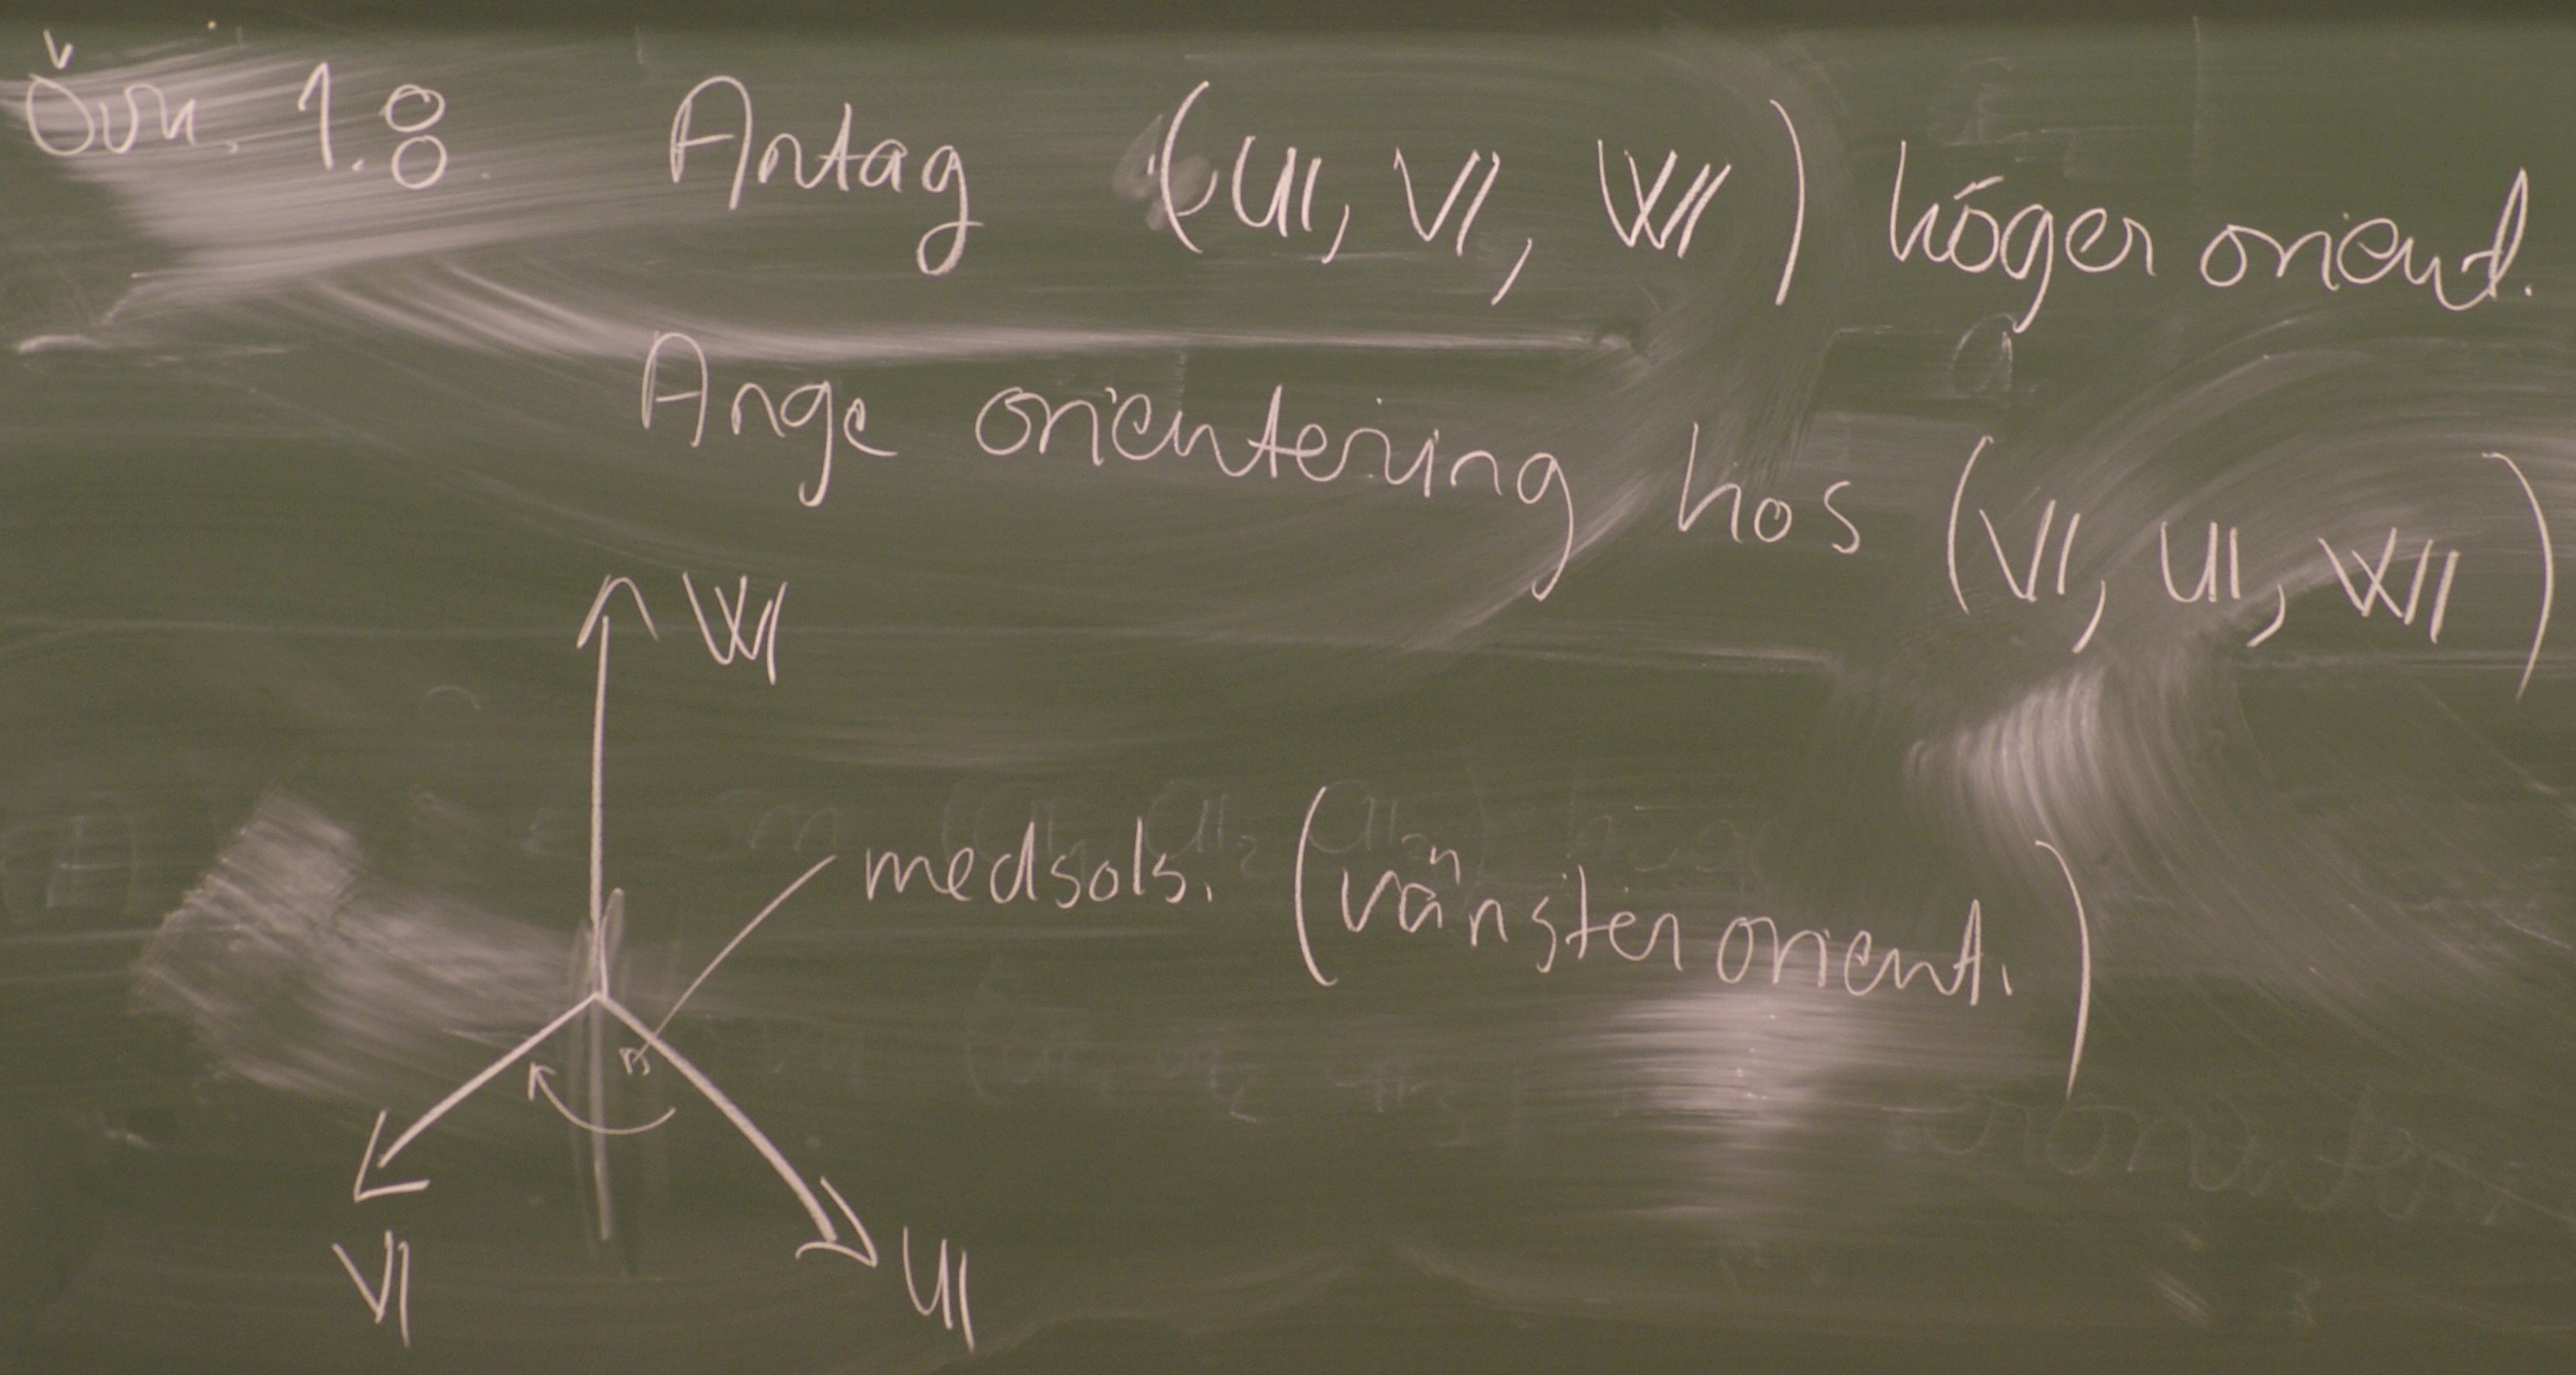 Övn. 1.8. Antag (u, v, w) höger orient.
Ange orientering hos (v, u, w)
w
medsols. (vänster orient.)
v
u